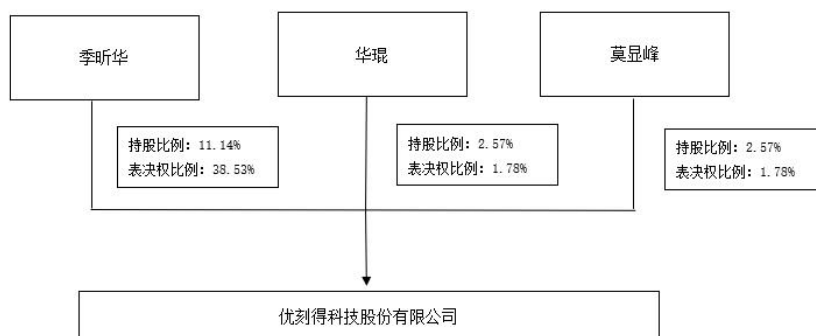 季昕华
华琨
莫显峰
持股比例：11.14%
表决权比例：38.53%
持股比例：2.57%
表决权比例：1.78%
持股比例：2.57%
表决权比例：1.78%
优刻得科技股份有限公司